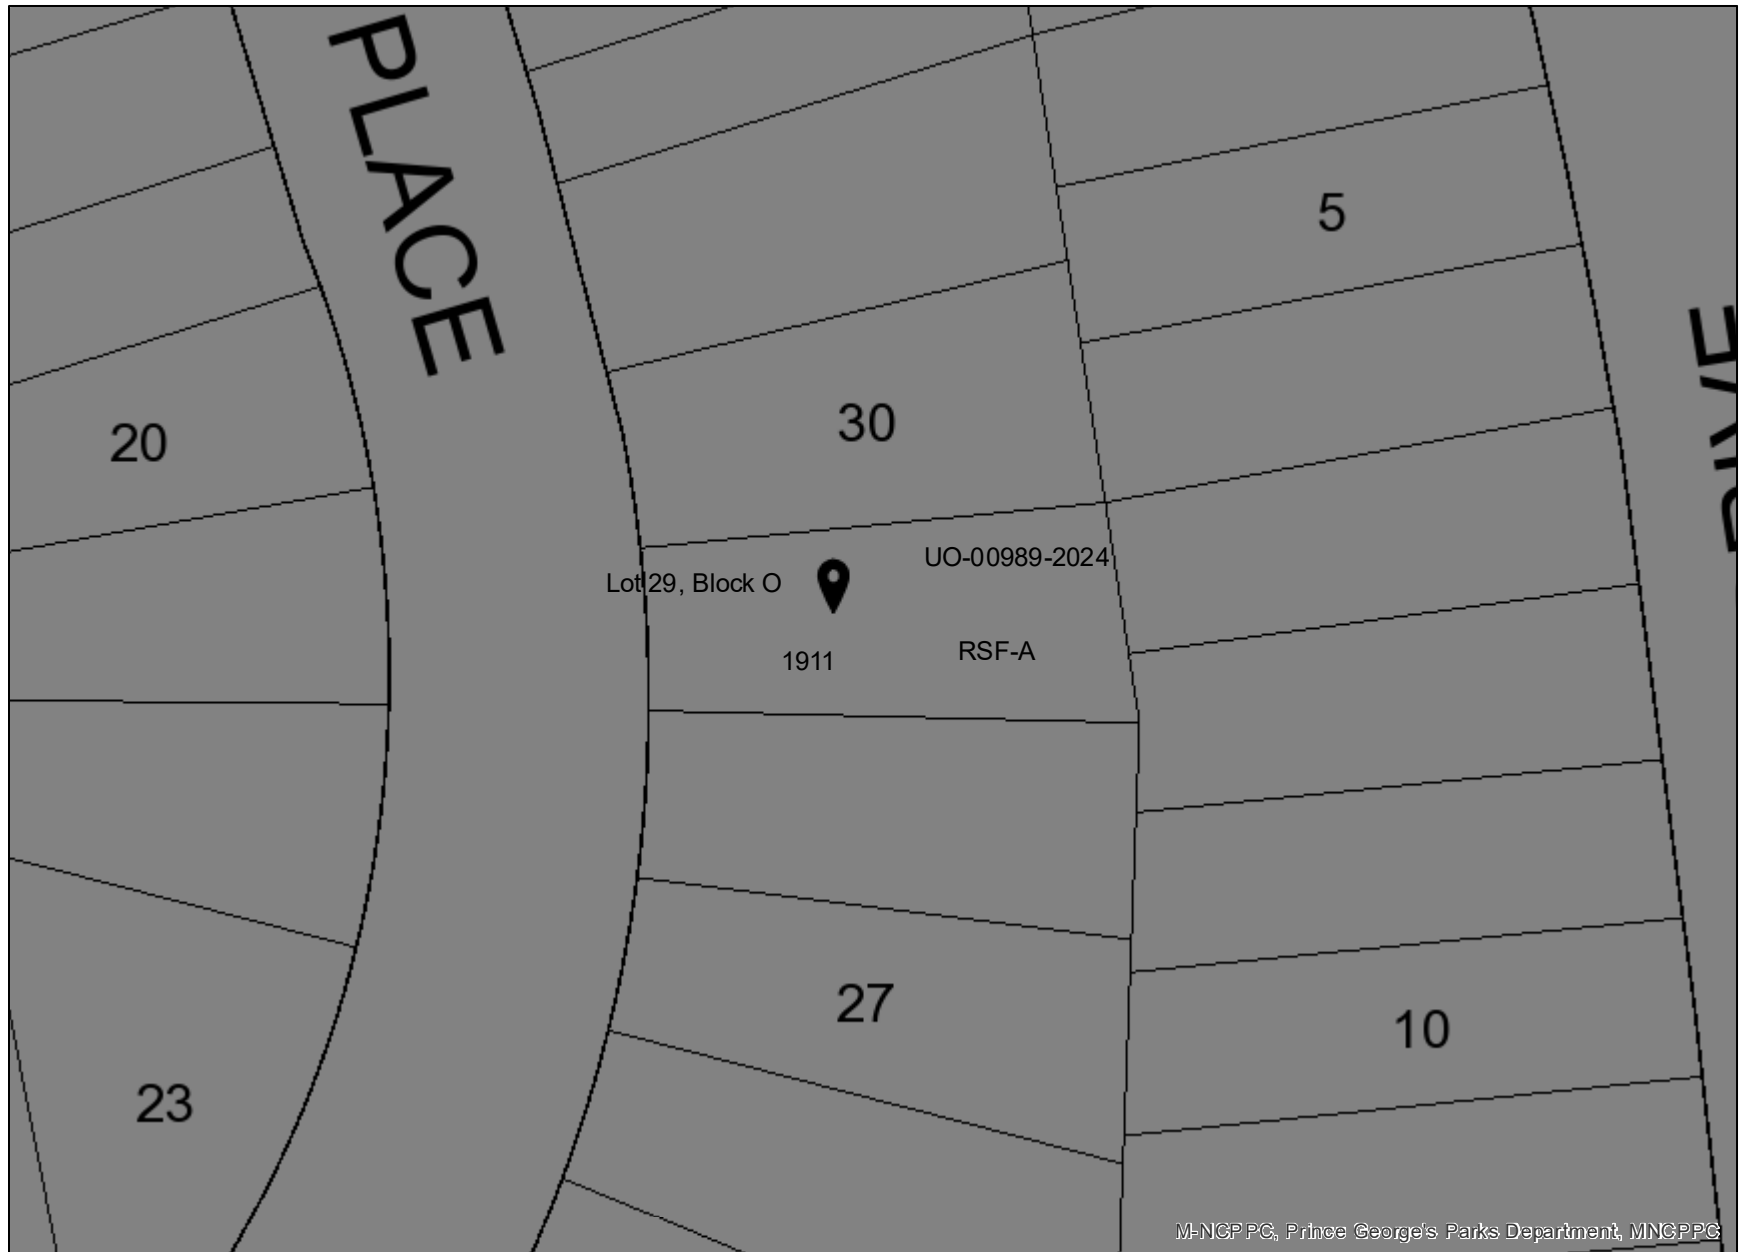 PLACE
5
30
20
UO-00989-2024
Lot 29, Block O
1911
RSF-A
27
10
23
M-NCPPC, Prince George's Parks Department, MNCPPC